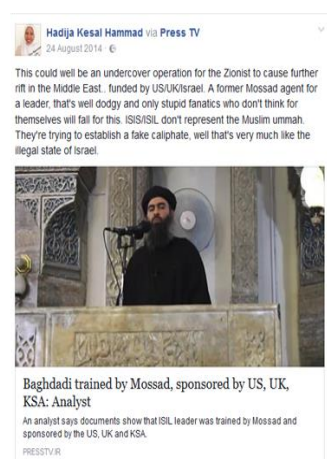 Hadija Kesal Hammad via Press TV
24 August 2014 ·
This could well be an undercover operation for the Zionist to cause further
rift in the Middle East.. funded by US/UK/Israel. A former Mossad agent for
a leader, that's well dodgy and only stupid fanatics who don't think for
themselves will fall for this. ISIS/ISIL don't represent the Muslim ummah.
They're trying to establish a fake caliphate, well that's very much like the
illegal state of Israel.
Baghdadi trained by Mossad, sponsored by US, UK,
KSA: Analyst
An analyst says documents show that ISIL leader was trained by Mossad and
sponsored by the US, UK and KSA.
PRESSTV.IR